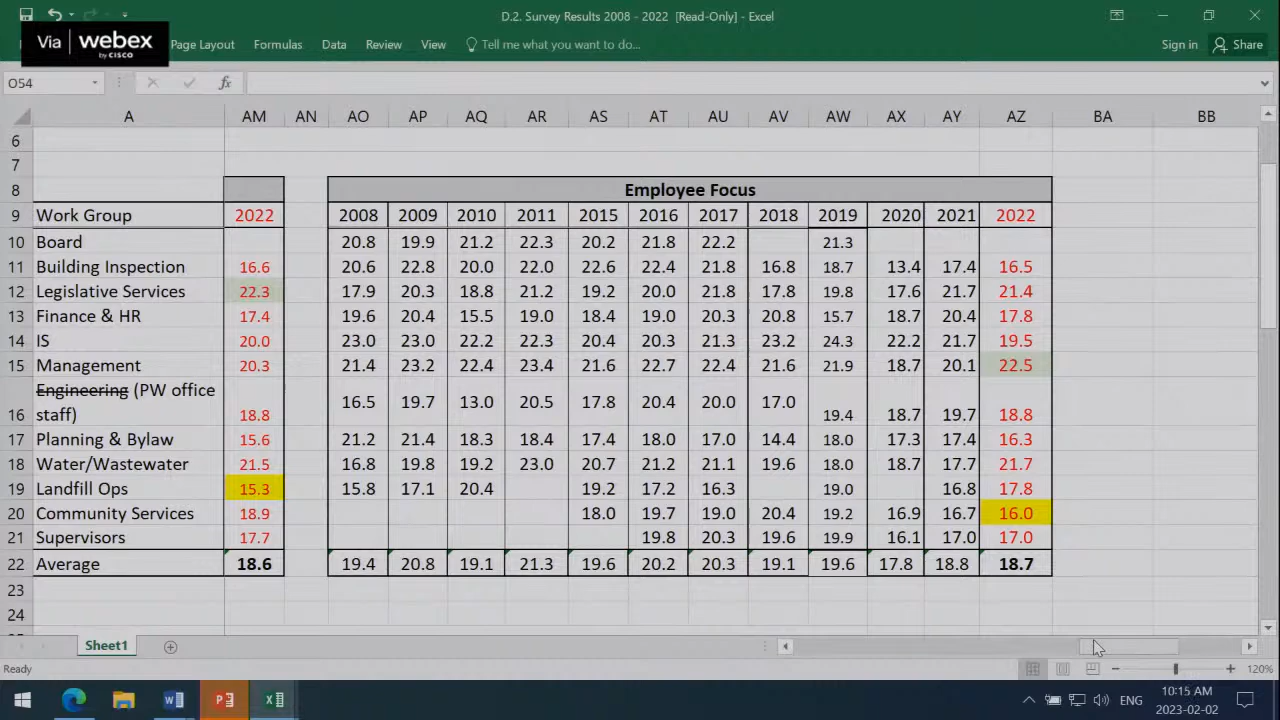 D.2. Survey Results 2008 - 2022 [Read-Only] - Excel
Via webex by CISCO
Page Layout Formulas Data Review View Tell me what you want to do... Sign in Share
O54 fx
A AM AN AO AP AQ AR AS AT AU AV AW AX AY AZ BA BB
6
7
8 Employee Focus
9 Work Group 2022 2008 2009 2010 2011 2015 2016 2017 2018 2019 2020 2021 2022
10 Board 20.8 19.9 21.2 22.3 20.2 21.8 22.2 21.3
11 Building Inspection 16.6 20.6 22.8 20.0 22.0 22.6 22.4 21.8 16.8 18.7 13.4 17.4 16.5
12 Legislative Services 22.3 17.9 20.3 18.8 21.2 19.2 20.0 21.8 17.8 19.8 17.6 21.7 21.4
13 Finance & HR 17.4 19.6 20.4 15.5 19.0 18.4 19.0 20.3 20.8 15.7 18.7 20.4 17.8
14 IS 20.0 23.0 23.0 22.2 22.3 20.4 20.3 21.3 23.2 24.3 22.2 21.7 19.5
15 Management 20.3 21.4 23.2 22.4 23.4 21.6 22.7 22.4 21.6 21.9 18.7 20.1 22.5
Engineering (PW office
16 staff) 18.8 16.5 19.7 13.0 20.5 17.8 20.4 20.0 17.0 19.4 18.7 19.7 18.8
17 Planning & Bylaw 15.6 21.2 21.4 18.3 18.4 17.4 18.0 17.0 14.4 18.0 17.3 17.4 16.3
18 Water/Wastewater 21.5 16.8 19.8 19.2 23.0 20.7 21.2 21.1 19.6 18.0 18.7 17.7 21.7
19 Landfill Ops 15.3 15.8 17.1 20.4 19.2 17.2 16.3 19.0 16.8 17.8
20 Community Services 18.9 18.0 19.7 19.0 20.4 19.2 16.9 16.7 16.0
21 Supervisors 17.7 19.8 20.3 19.6 19.9 16.1 17.0 17.0
22 Average 18.6 19.4 20.8 19.1 21.3 19.6 20.2 20.3 19.1 19.6 17.8 18.8 18.7
23
24
Sheet1
Ready 120%
ENG 10:15 AM
2023-02-02